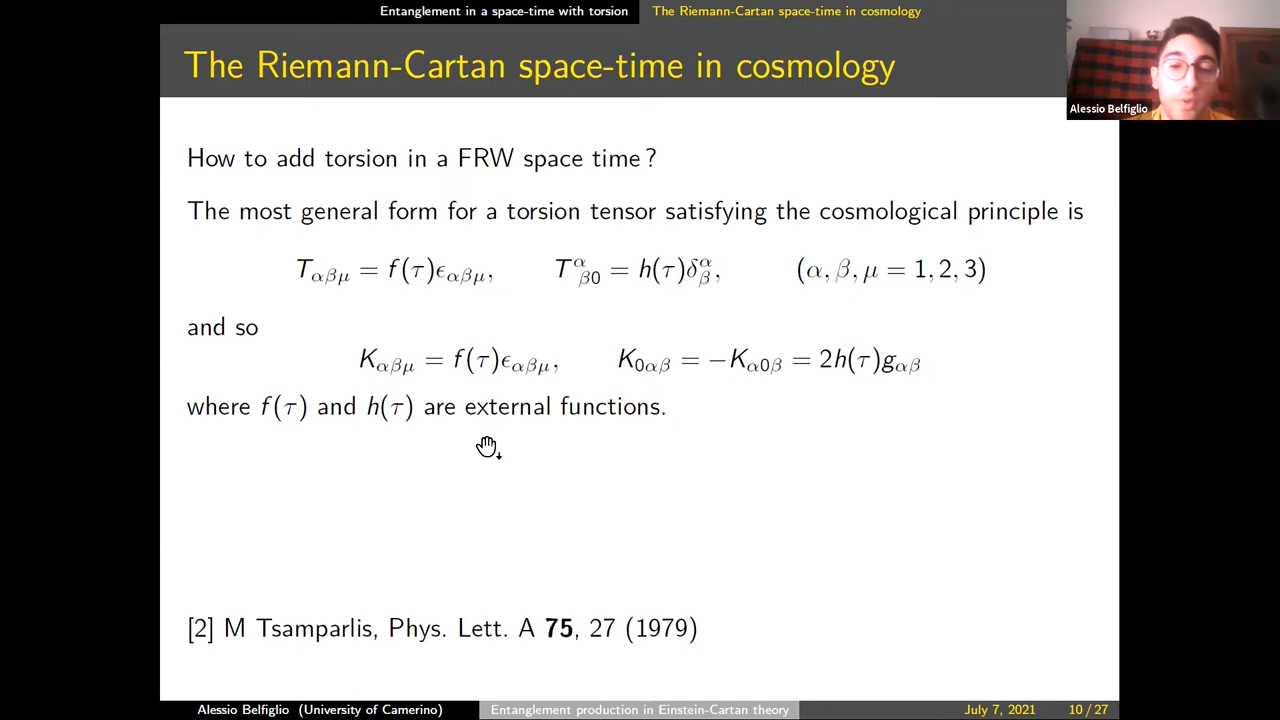 Entanglement in a space-time with torsion The Riemann-Cartan space-time in cosmology
The Riemann-Cartan space-time in cosmology
Alessio Belfiglio
How to add torsion in a FRW space time ?
The most general form for a torsion tensor satisfying the cosmological principle is
T_{αβμ} = f(τ)ϵ_{αβμ}, T^α_{β0} = h(τ)δ^α_β, (α, β, μ = 1, 2, 3)
and so
K_{αβμ} = f(τ)ϵ_{αβμ}, K_{0αβ} = −K_{α0β} = 2h(τ)g_{αβ}
where f(τ) and h(τ) are external functions.
[2] M Tsamparlis, Phys. Lett. A 75, 27 (1979)
Alessio Belfiglio (University of Camerino) Entanglement production in Einstein-Cartan theory July 7, 2021 10 / 27